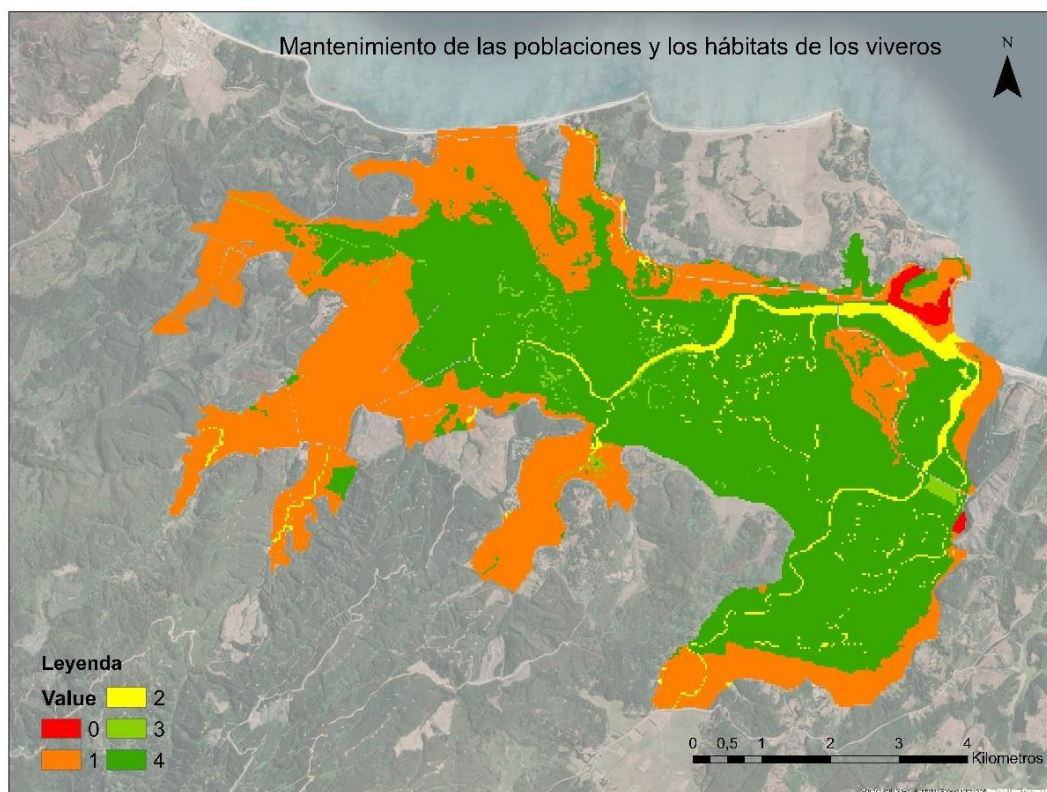 Mantenimiento de las poblaciones y los hábitats de los viveros
N
Leyenda
Value
2
0
3
1
4
0 0,5 1 2 3 4
Kilometros